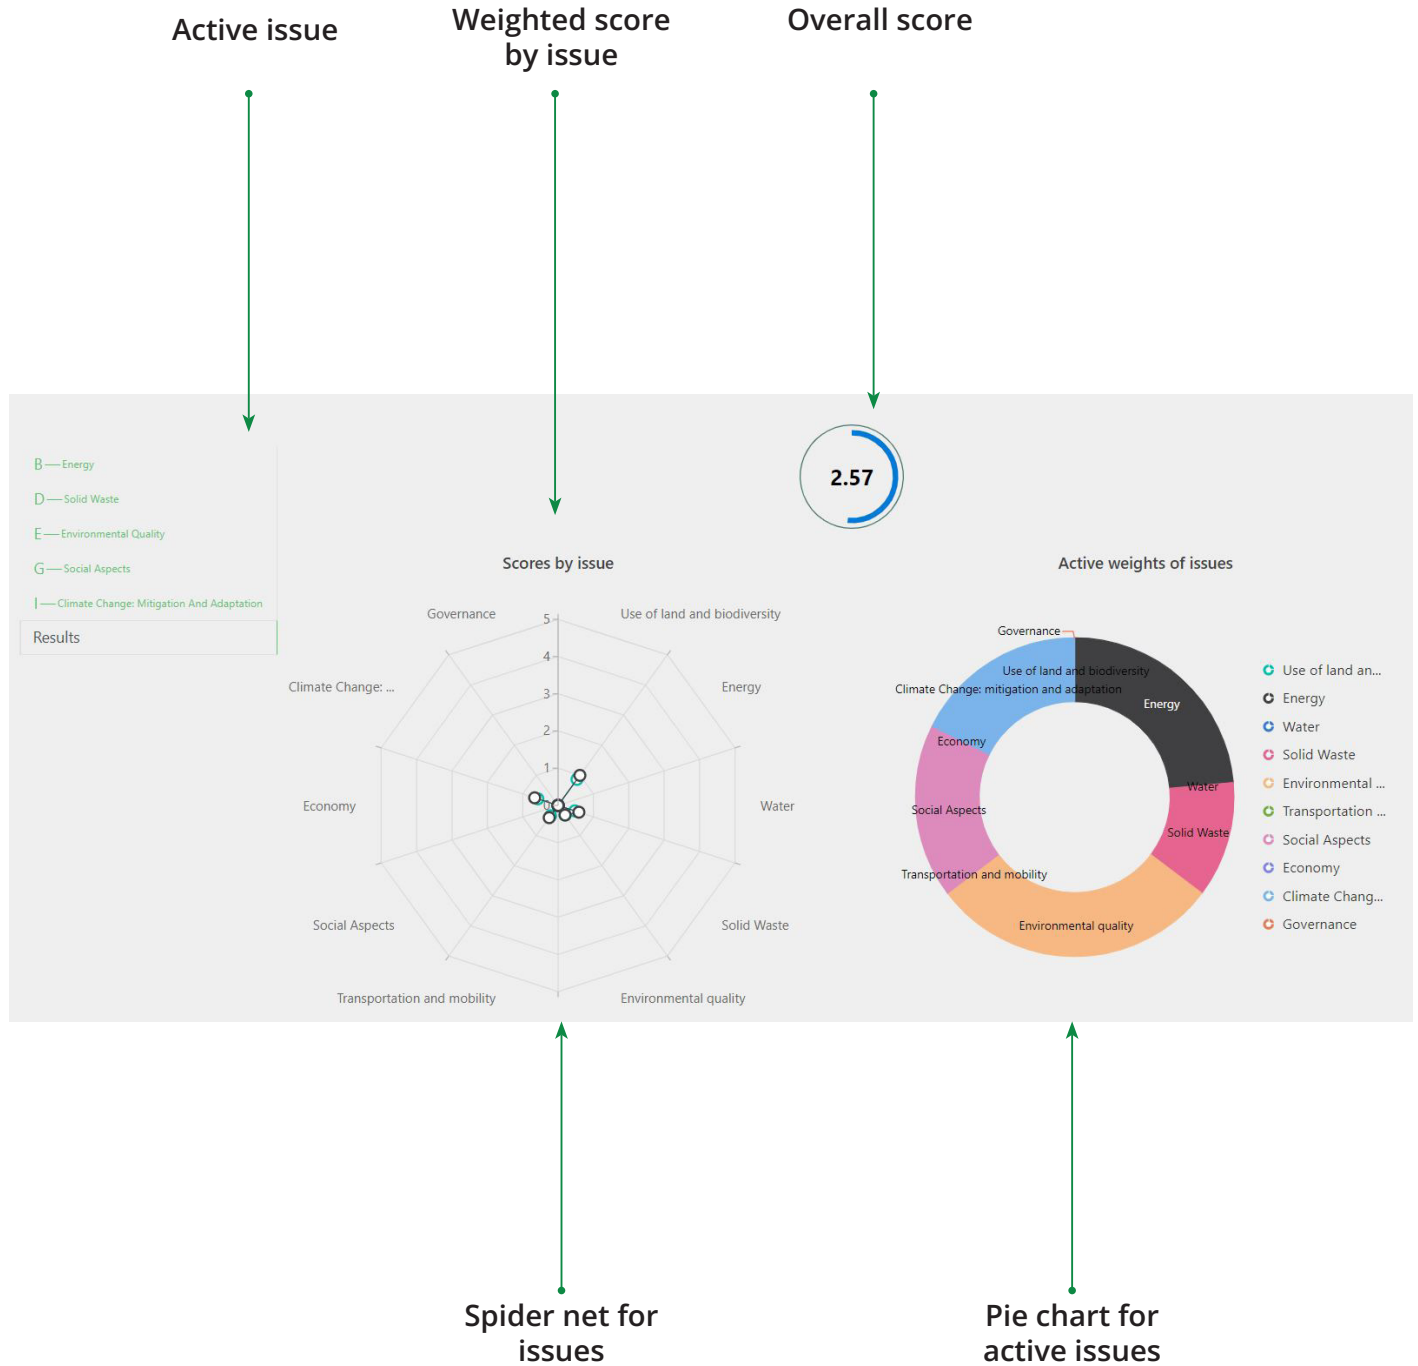 Active issue
Weighted score
by issue
Overall score
B — Energy
D — Solid Waste
E — Environmental Quality
G — Social Aspects
I — Climate Change: Mitigation And Adaptation
Results
2.57
Scores by issue
Governance
5
Use of land and biodiversity
4
Climate Change: ...
3
Energy
2
1
Economy
0
Water
Social Aspects
Solid Waste
Transportation and mobility
Environmental quality
Active weights of issues
Governance
Use of land and biodiversity
Climate Change: mitigation and adaptation
Energy
Economy
Water
Social Aspects
Solid Waste
Transportation and mobility
Environmental quality
Use of land an...
Energy
Water
Solid Waste
Environmental ...
Transportation ...
Social Aspects
Economy
Climate Chang...
Governance
Spider net for
issues
Pie chart for
active issues